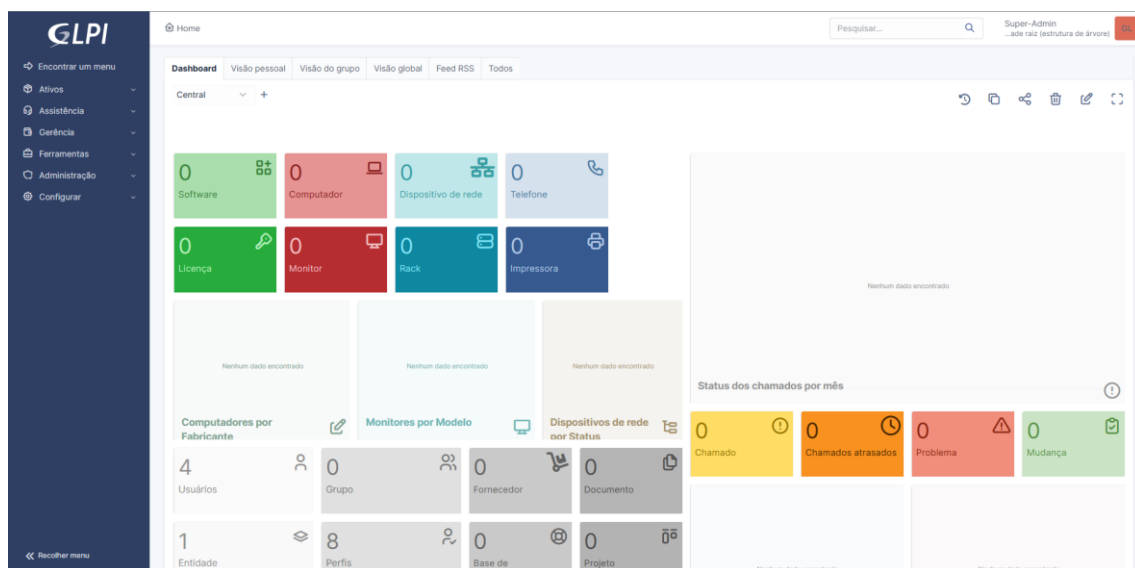 GLPI
Home
Pesquisar...
Super-Admin
...ade raiz (estrutura de árvore)
GL
Encontrar um menu
Ativos
Assistência
Gerência
Ferramentas
Administração
Configurar
Recolher menu
Dashboard Visão pessoal Visão do grupo Visão global Feed RSS Todos
Central
0
Software
0
Computador
0
Dispositivo de rede
0
Telefone
0
Licença
0
Monitor
0
Rack
0
Impressora
Nenhum dado encontrado
Computadores por
Fabricante
Nenhum dado encontrado
Monitores por Modelo
Nenhum dado encontrado
Dispositivos de rede
por Status
Nenhum dado encontrado
Status dos chamados por mês
0
Chamado
0
Chamados atrasados
0
Problema
0
Mudança
4
Usuários
0
Grupo
0
Fornecedor
0
Documento
1
Entidade
8
Perfis
0
Base de
0
Projeto